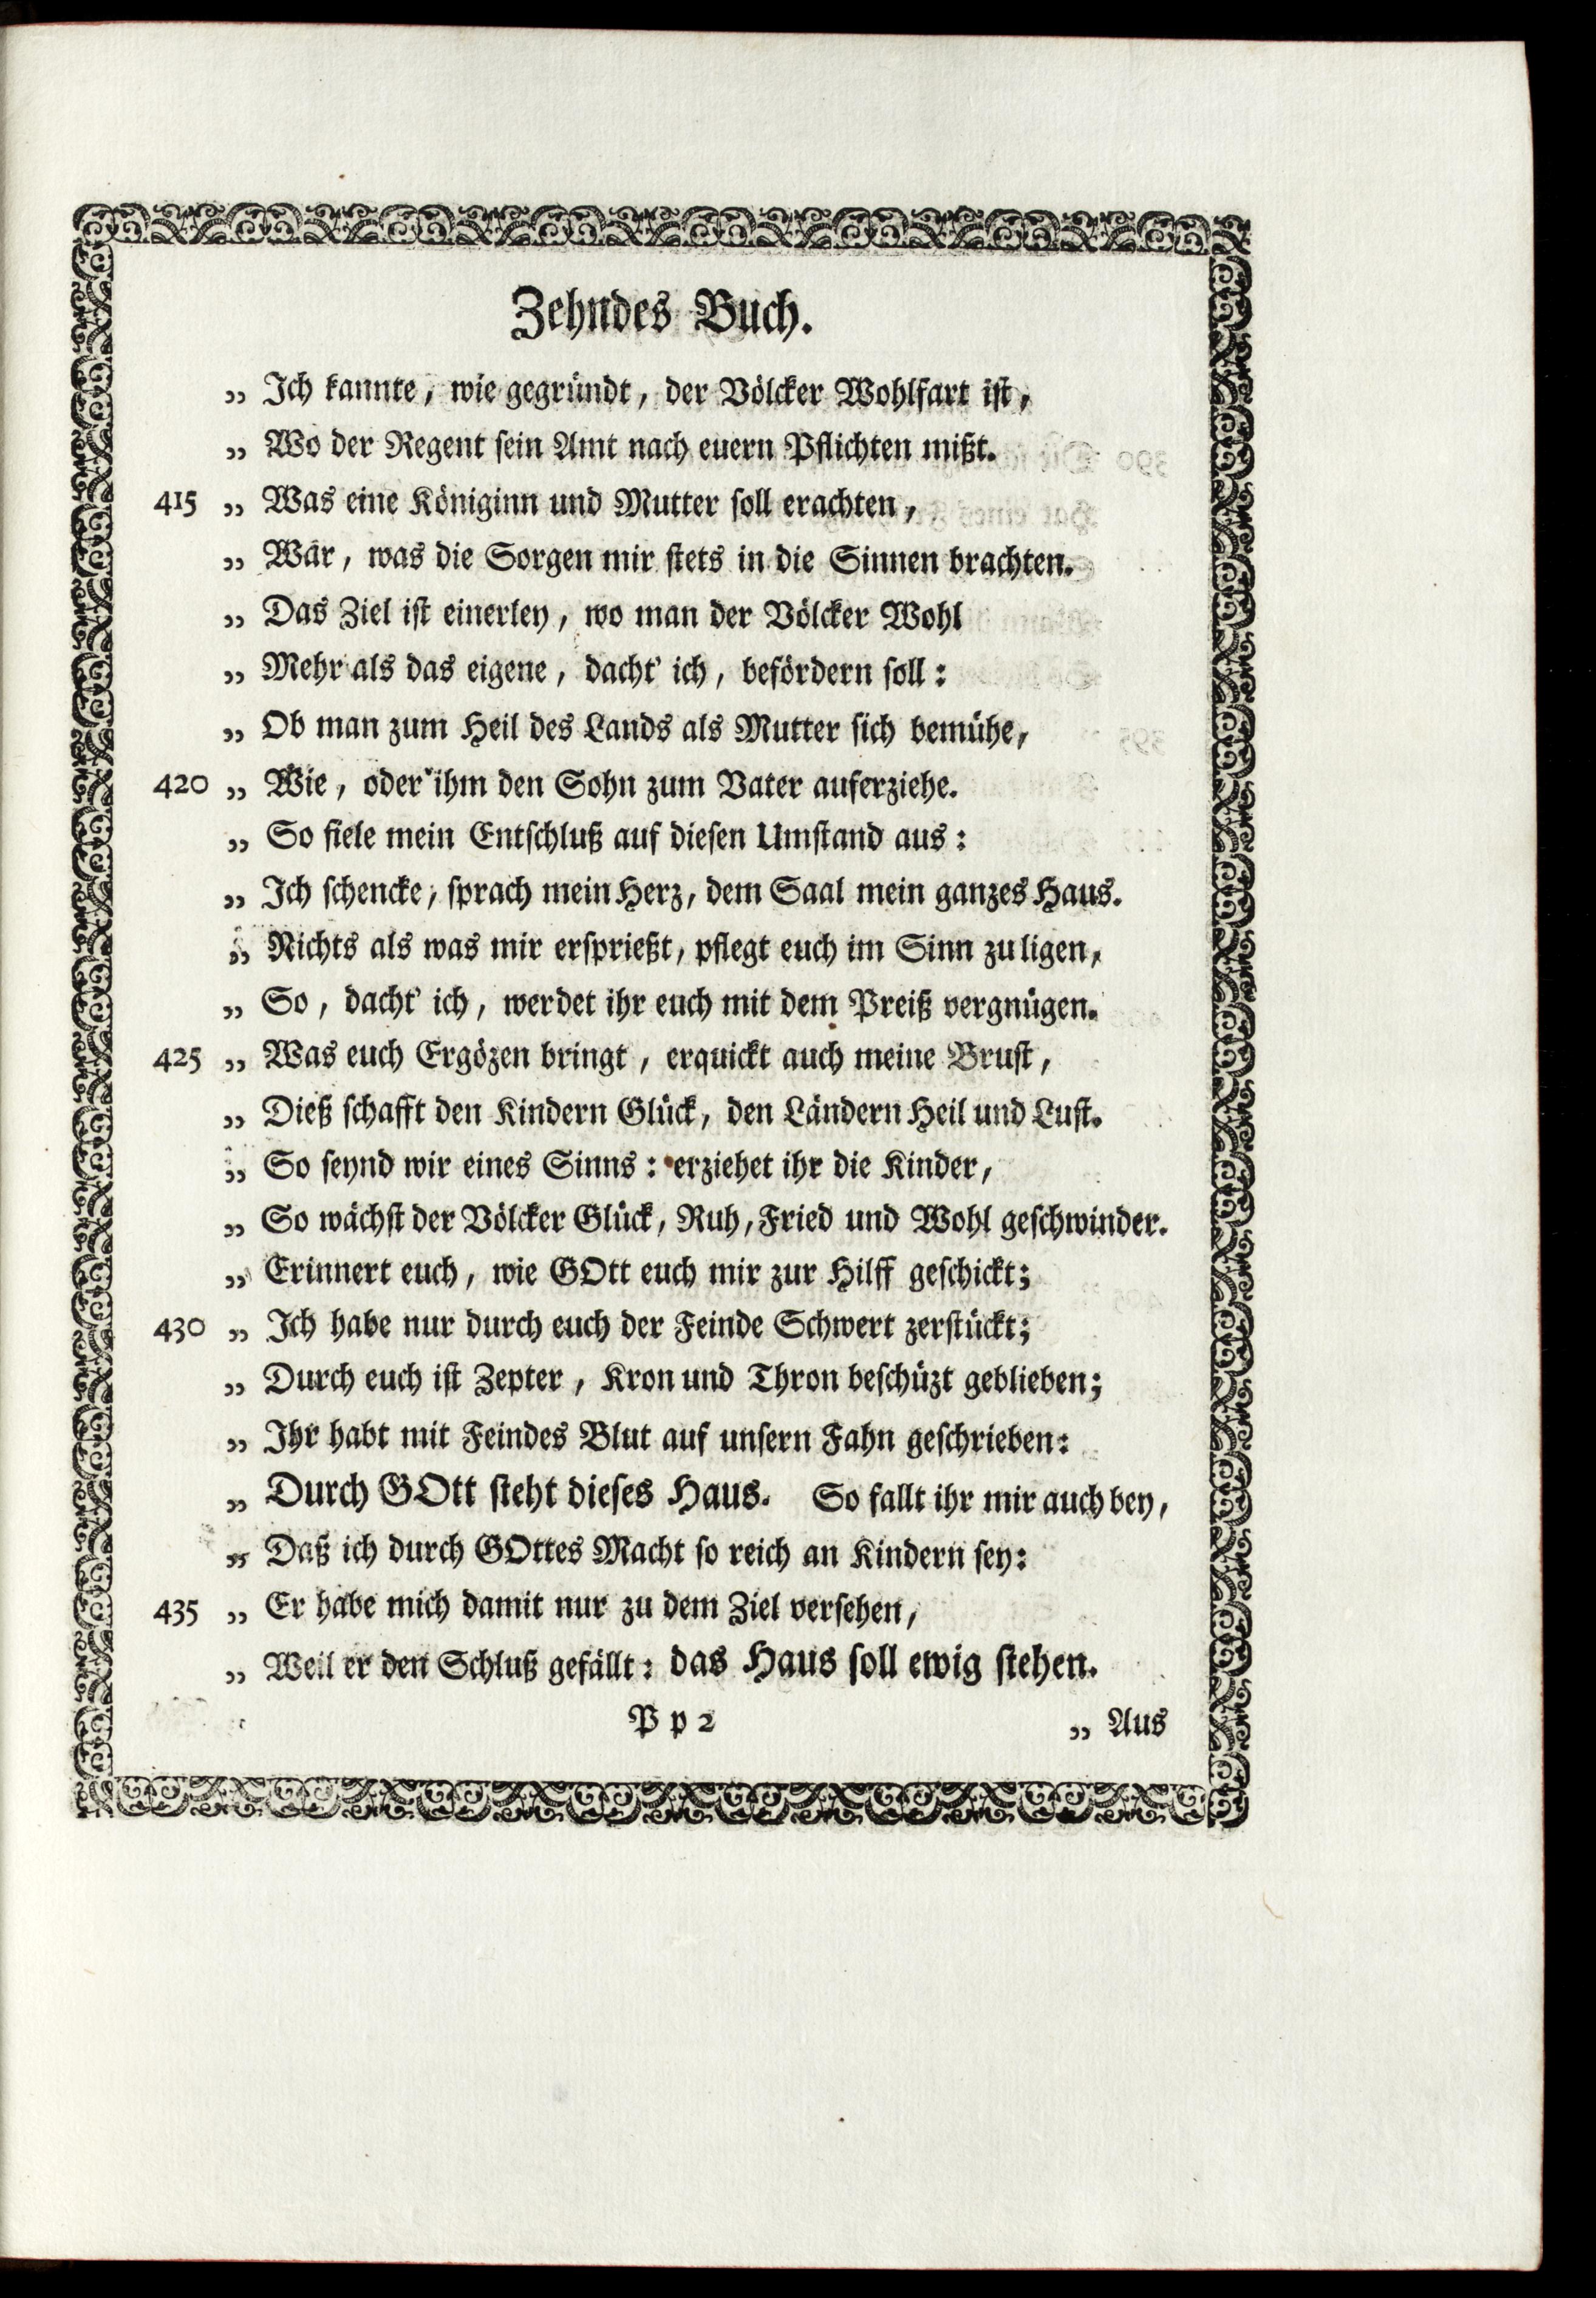 Zehndes Buch.
„ Ich kannte, wie gegründt, der Völcker Wohlfart ist,
„ Wo der Regent sein Amt nach euern Pflichten mißt.
415 „ Was eine Königinn und Mutter soll erachten,
„ War, was die Sorgen mir stets in die Sinnen brachten.
„ Das Ziel ist einerley, wo man der Völcker Wohl
„ Mehr als das eigene, dacht' ich, befördern soll:
„ Ob man zum Heil des Lands als Mutter sich bemühe,
420 „ Wie, oder ihm den Sohn zum Vater auferziehe.
„ So fiele mein Entschluß auf diesen Umstand aus:
„ Ich schencke, sprach mein Herz, dem Saal mein ganzes Haus.
„ Nichts als was mir ersprießt, pflegt euch im Sinn zu ligen,
„ So, dacht' ich, werdet ihr euch mit dem Preiß vergnügen.
425 „ Was euch Ergözen bringt, erquickt auch meine Brust,
„ Dieß schafft den Kindern Glück, den Ländern Heil und Lust.
„ So seynd wir eines Sinns: erziehet ihr die Kinder,
„ So wächst der Völcker Glück, Ruh, Fried und Wohl geschwinder.
„ Erinnert euch, wie GOtt euch mir zur Hilff geschickt;
430 „ Ich habe nur durch euch der Feinde Schwert zerstückt;
„ Durch euch ist Zepter, Kron und Thron beschüzt geblieben;
„ Ihr habt mit Feindes Blut auf unsern Fahn geschrieben:
„ Durch GOtt steht dieses Haus. So fallt ihr mir auch bey,
„ Daß ich durch GOttes Macht so reich an Kindern sey:
435 „ Er habe mich damit nur zu dem Ziel versehen,
„ Weil er den Schluß gefällt: das Haus soll ewig stehen.
P p 2 „ Aus